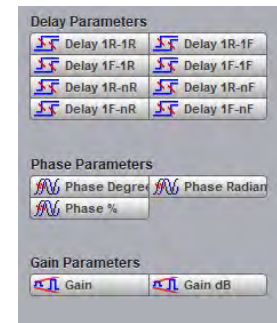 Delay Parameters
Delay 1R-1R Delay 1R-1F
Delay 1F-1R Delay 1F-1F
Delay 1R-nR Delay 1R-nF
Delay 1F-nR Delay 1F-nF
Phase Parameters
Phase Degree Phase Radian
Phase %
Gain Parameters
Gain Gain dB